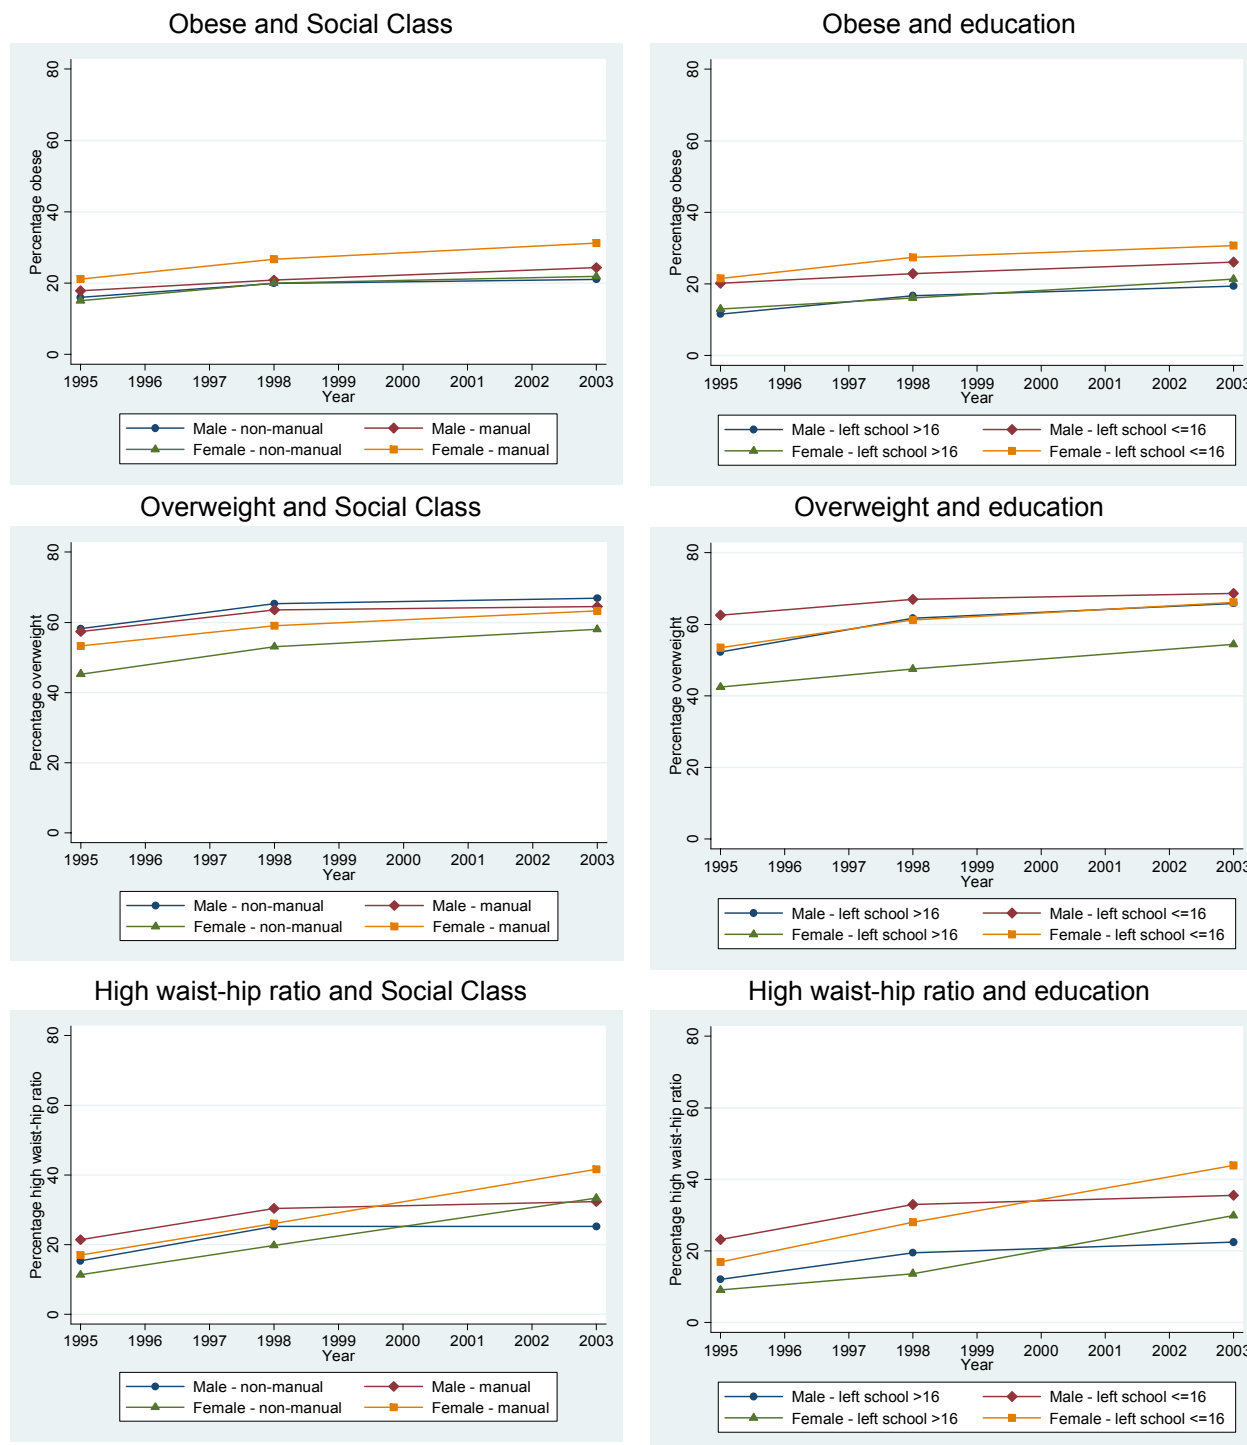 Obese and Social Class
Percentage obese
80
60
40
20
0
1995 1996 1997 1998 1999 2000 2001 2002 2003
Year
Male - non-manual Male - manual
Female - non-manual Female - manual
Obese and education
Percentage obese
80
60
40
20
0
1995 1996 1997 1998 1999 2000 2001 2002 2003
Year
Male - left school >16 Male - left school <=16
Female - left school >16 Female - left school <=16
Overweight and Social Class
Percentage overweight
80
60
40
20
0
1995 1996 1997 1998 1999 2000 2001 2002 2003
Year
Male - non-manual Male - manual
Female - non-manual Female - manual
Overweight and education
Percentage overweight
80
60
40
20
0
1995 1996 1997 1998 1999 2000 2001 2002 2003
Year
Male - left school >16 Male - left school <=16
Female - left school >16 Female - left school <=16
High waist-hip ratio and Social Class
Percentage high waist-hip ratio
80
60
40
20
0
1995 1996 1997 1998 1999 2000 2001 2002 2003
Year
Male - non-manual Male - manual
Female - non-manual Female - manual
High waist-hip ratio and education
Percentage high waist-hip ratio
80
60
40
20
0
1995 1996 1997 1998 1999 2000 2001 2002 2003
Year
Male - left school >16 Male - left school <=16
Female - left school >16 Female - left school <=16